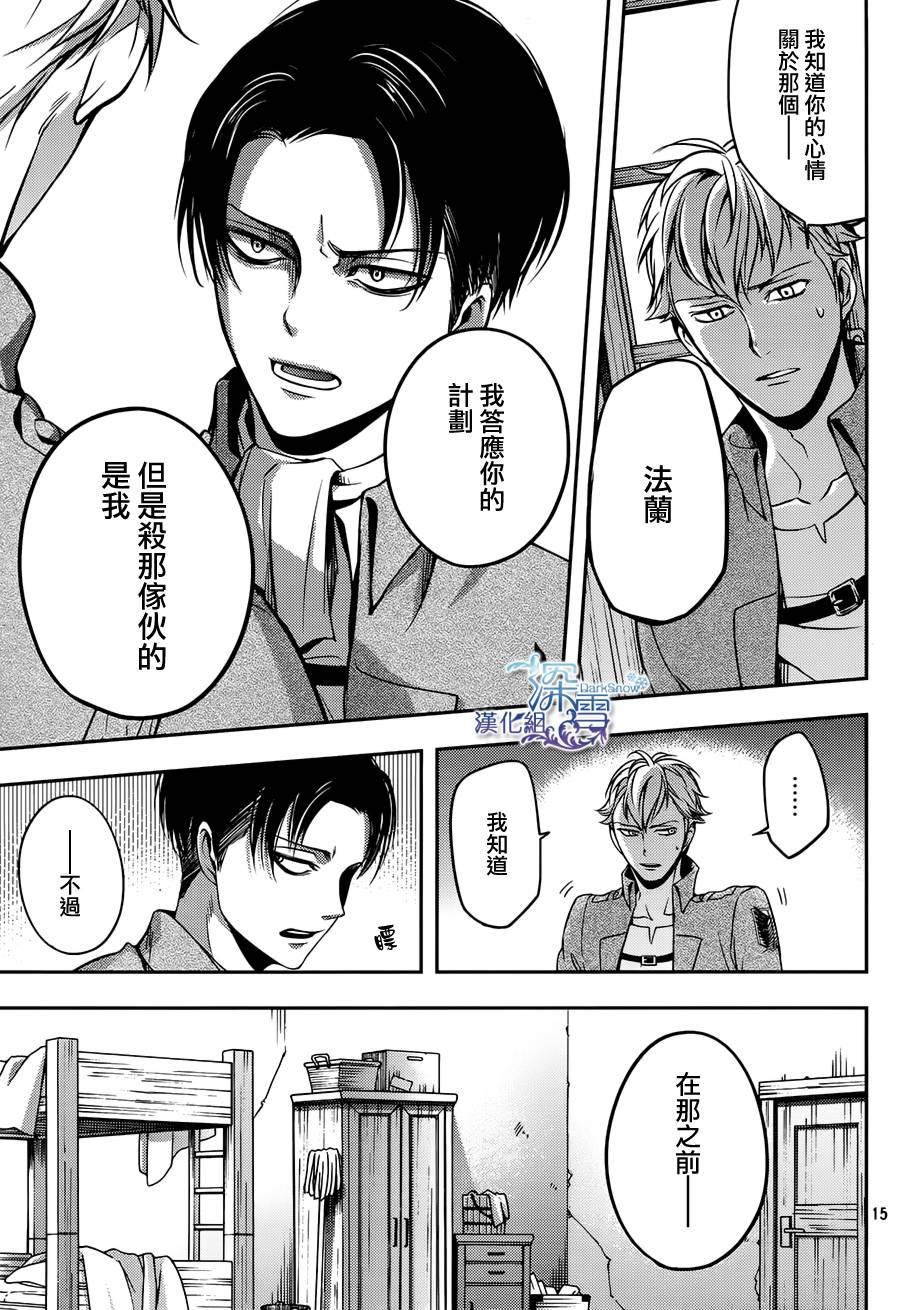 我知道你的心情
關於那個——
法蘭
我答應你的
計劃
但是殺那傢伙的
是我
深雪
DarkSnow
漢化組
……
我知道
——不過
瞟
在那之前——
15